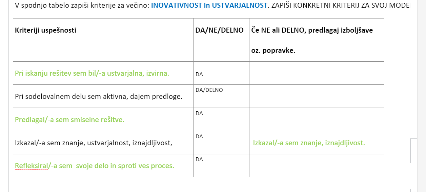 V spodnjo tabelo zapiši kriterije za večino: INOVATIVNOST in USTVARJALNOST. ZAPIŠI KONKRETNI KRITERIJ ZA SVOJ MODE
Kriteriji uspešnosti DA/NE/DELNO Če NE ali DELNO, predlagaj izboljšave
oz. popravke.
Pri iskanju rešitev sem bil/-a ustvarjalna, izvirna. DA
Pri sodelovalnem delu sem aktivna, dajem predloge. DA/DELNO
Predlagal/-a sem smiselne rešitve. DA
Izkazal/-a sem znanje, ustvarjalnost, iznajdljivost, DA Izkazal/-a sem znanje, iznajdljivost.
Reflektiral/-a sem svoje delo in sproti ves proces. DA